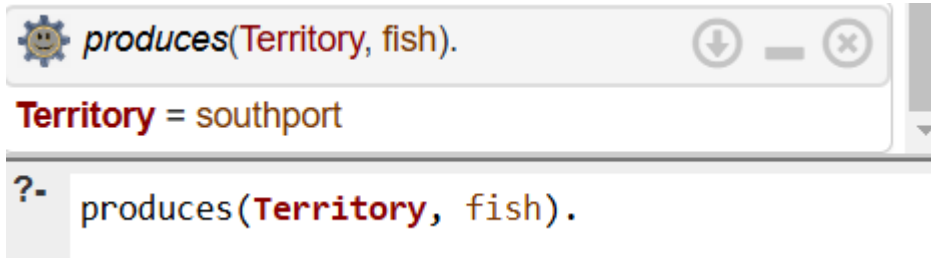 produces(Territory, fish).
Territory = southport
?- produces(Territory, fish).